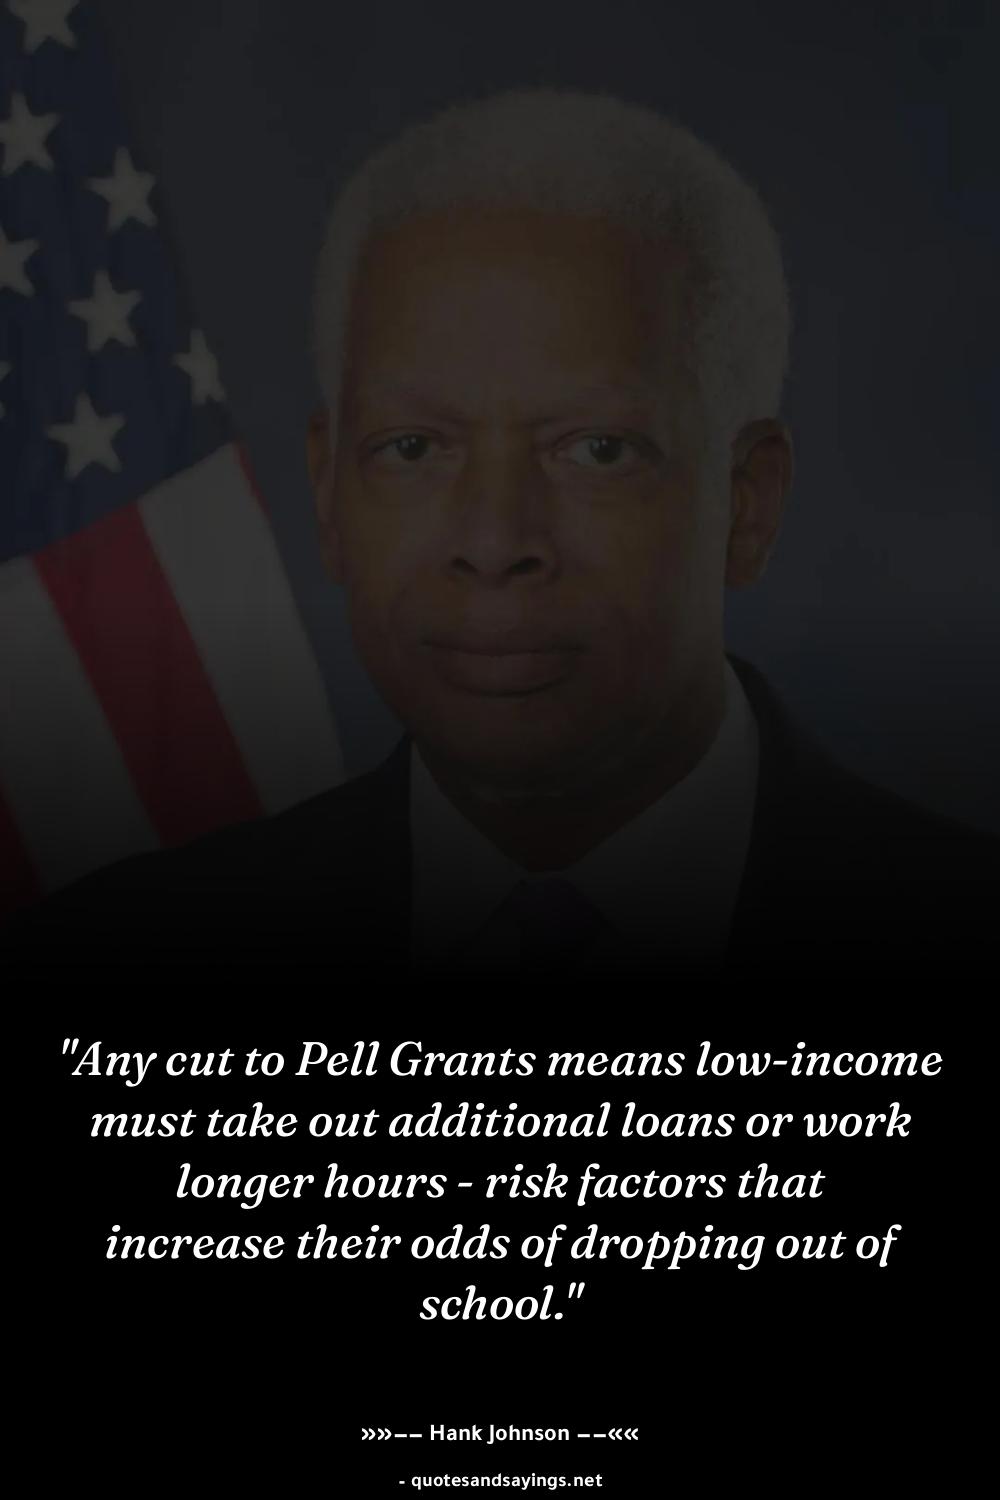 "Any cut to Pell Grants means low-income
must take out additional loans or work
longer hours - risk factors that
increase their odds of dropping out of
school."
»»−− Hank Johnson −−««
- quotesandsayings.net